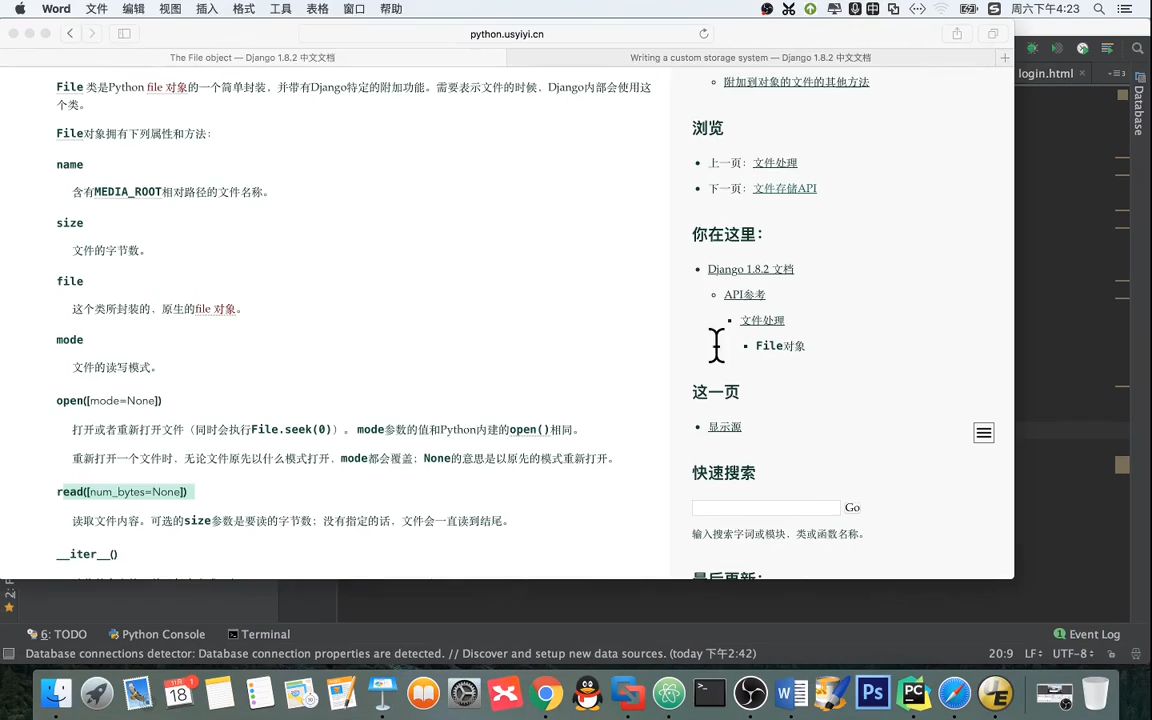 Word 文件 编辑 视图 插入 格式 工具 表格 窗口 帮助 周六下午4:23
python.usyiyi.cn
The File object — Django 1.8.2 中文文档
Writing a custom storage system — Django 1.8.2 中文文档
login.html
Database
File 类是Python file 对象的一个简单封装，并带有Django特定的附加功能。需要表示文件的时候，Django内部会使用这
个类。
File对象拥有下列属性和方法：
name
含有MEDIA_ROOT相对路径的文件名称。
size
文件的字节数。
file
这个类所封装的、原生的file 对象。
mode
文件的读写模式。
open([mode=None])
打开或者重新打开文件（同时会执行File.seek(0)）。 mode参数的值和Python内建的open()相同。
重新打开一个文件时，无论文件原先以什么模式打开，mode都会覆盖；None的意思是以原先的模式重新打开。
read([num_bytes=None])
读取文件内容。可选的size参数是要读的字节数；没有指定的话，文件会一直读到结尾。
__iter__()
附加到对象的文件的其他方法
浏览
上一页：文件处理
下一页：文件存储API
你在这里：
Django 1.8.2 文档
API参考
文件处理
File对象
这一页
显示源
快速搜索
Go
输入搜索字词或模块，类或函数名称。
最后更新：
6: TODO Python Console Terminal Event Log
Database connections detector: Database connection properties are detected. // Discover and setup new data sources. (today 下午2:42) 20:9 LF÷ UTF-8÷
18